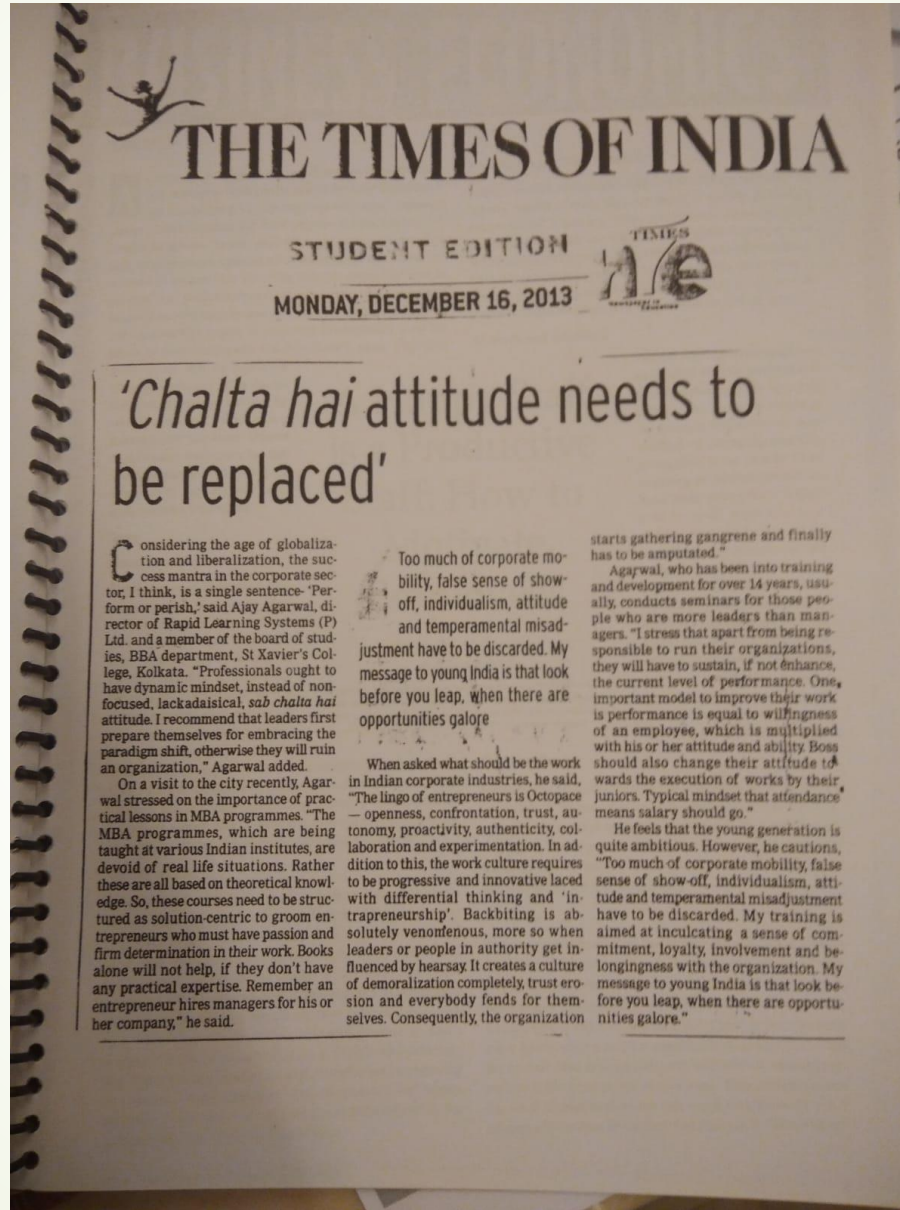 THE TIMES OF INDIA
STUDENT EDITION
TIMES
nie
MONDAY, DECEMBER 16, 2013
'Chalta hai attitude needs to
be replaced'
Considering the age of globaliza-
tion and liberalization, the suc-
cess mantra in the corporate sec-
tor, I think, is a single sentence- 'Per-
form or perish,' said Ajay Agarwal, di-
rector of Rapid Learning Systems (P)
Ltd. and a member of the board of stud-
ies, BBA department, St Xavier's Col-
lege, Kolkata. "Professionals ought to
have dynamic mindset, instead of non-
focused, lackadaisical, sab chalta hai
attitude. I recommend that leaders first
prepare themselves for embracing the
paradigm shift, otherwise they will ruin
an organization," Agarwal added.
On a visit to the city recently, Agar-
wal stressed on the importance of prac-
tical lessons in MBA programmes. "The
MBA programmes, which are being
taught at various Indian institutes, are
devoid of real life situations. Rather
these are all based on theoretical knowl-
edge. So, these courses need to be struc-
tured as solution-centric to groom en-
trepreneurs who must have passion and
firm determination in their work. Books
alone will not help, if they don't have
any practical expertise. Remember an
entrepreneur hires managers for his or
her company," he said.
Too much of corporate mo-
bility, false sense of show-
off, individualism, attitude
and temperamental misad-
justment have to be discarded. My
message to young India is that look
before you leap, when there are
opportunities galore
When asked what should be the work
in Indian corporate industries, he said,
"The lingo of entrepreneurs is Octopace
— openness, confrontation, trust, au-
tonomy, proactivity, authenticity, col-
laboration and experimentation. In ad-
dition to this, the work culture requires
to be progressive and innovative laced
with differential thinking and 'in-
trapreneurship'. Backbiting is ab-
solutely venomenous, more so when
leaders or people in authority get in-
fluenced by hearsay. It creates a culture
of demoralization completely, trust ero-
sion and everybody fends for them-
selves. Consequently, the organization
starts gathering gangrene and finally
has to be amputated."
Agarwal, who has been into training
and development for over 14 years, usu-
ally, conducts seminars for those peo-
ple who are more leaders than man-
agers. "I stress that apart from being re-
sponsible to run their organizations,
they will have to sustain, if not enhance,
the current level of performance. One
important model to improve their work
is performance is equal to willingness
of an employee, which is multiplied
with his or her attitude and ability. Boss
should also change their attitude to-
wards the execution of works by their
juniors. Typical mindset that attendance
means salary should go."
He feels that the young generation is
quite ambitious. However, he cautions,
"Too much of corporate mobility, false
sense of show-off, individualism, atti-
tude and temperamental misadjustment
have to be discarded. My training is
aimed at inculcating a sense of com-
mitment, loyalty, involvement and be-
longingness with the organization. My
message to young India is that look be-
fore you leap, when there are opportu-
nities galore."